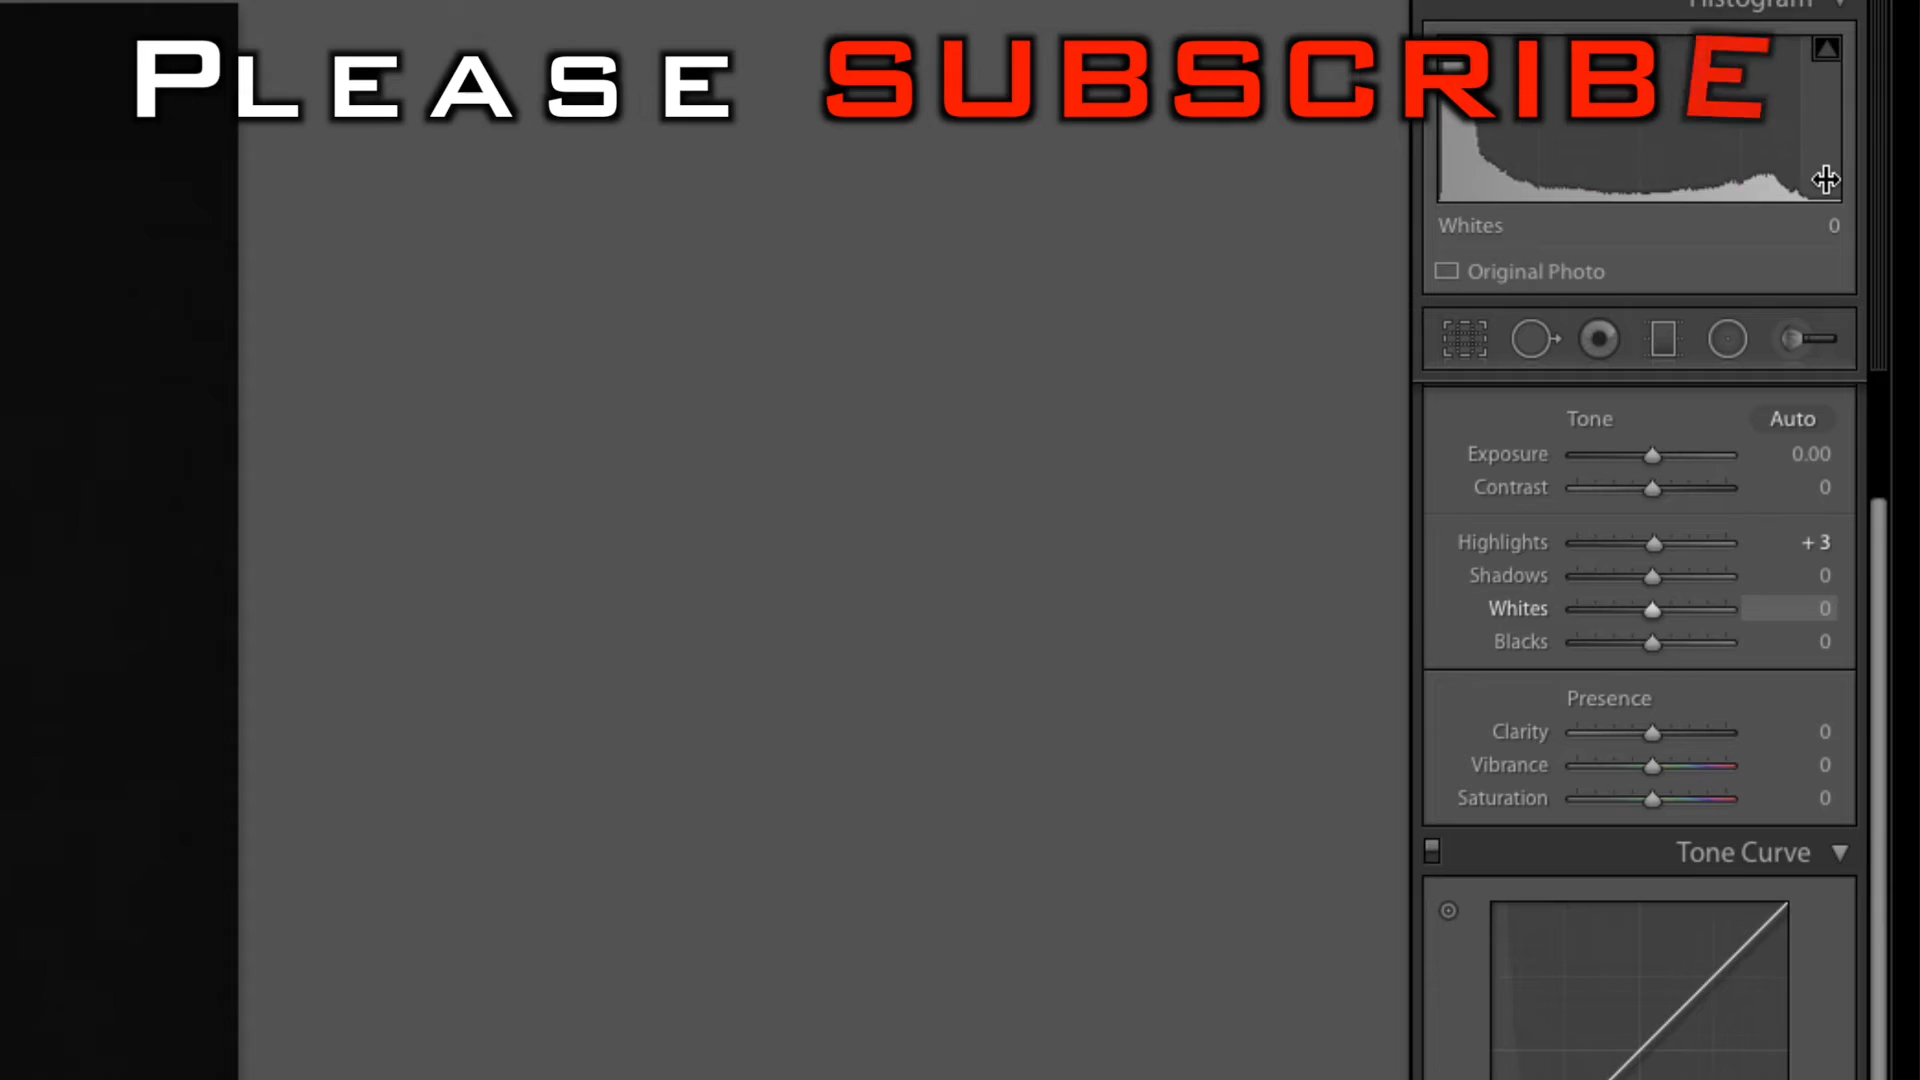 Histogram
Please SUBSCRIBE
Whites 0
Original Photo
Tone Auto
Exposure 0.00
Contrast 0
Highlights + 3
Shadows 0
Whites 0
Blacks 0
Presence
Clarity 0
Vibrance 0
Saturation 0
Tone Curve